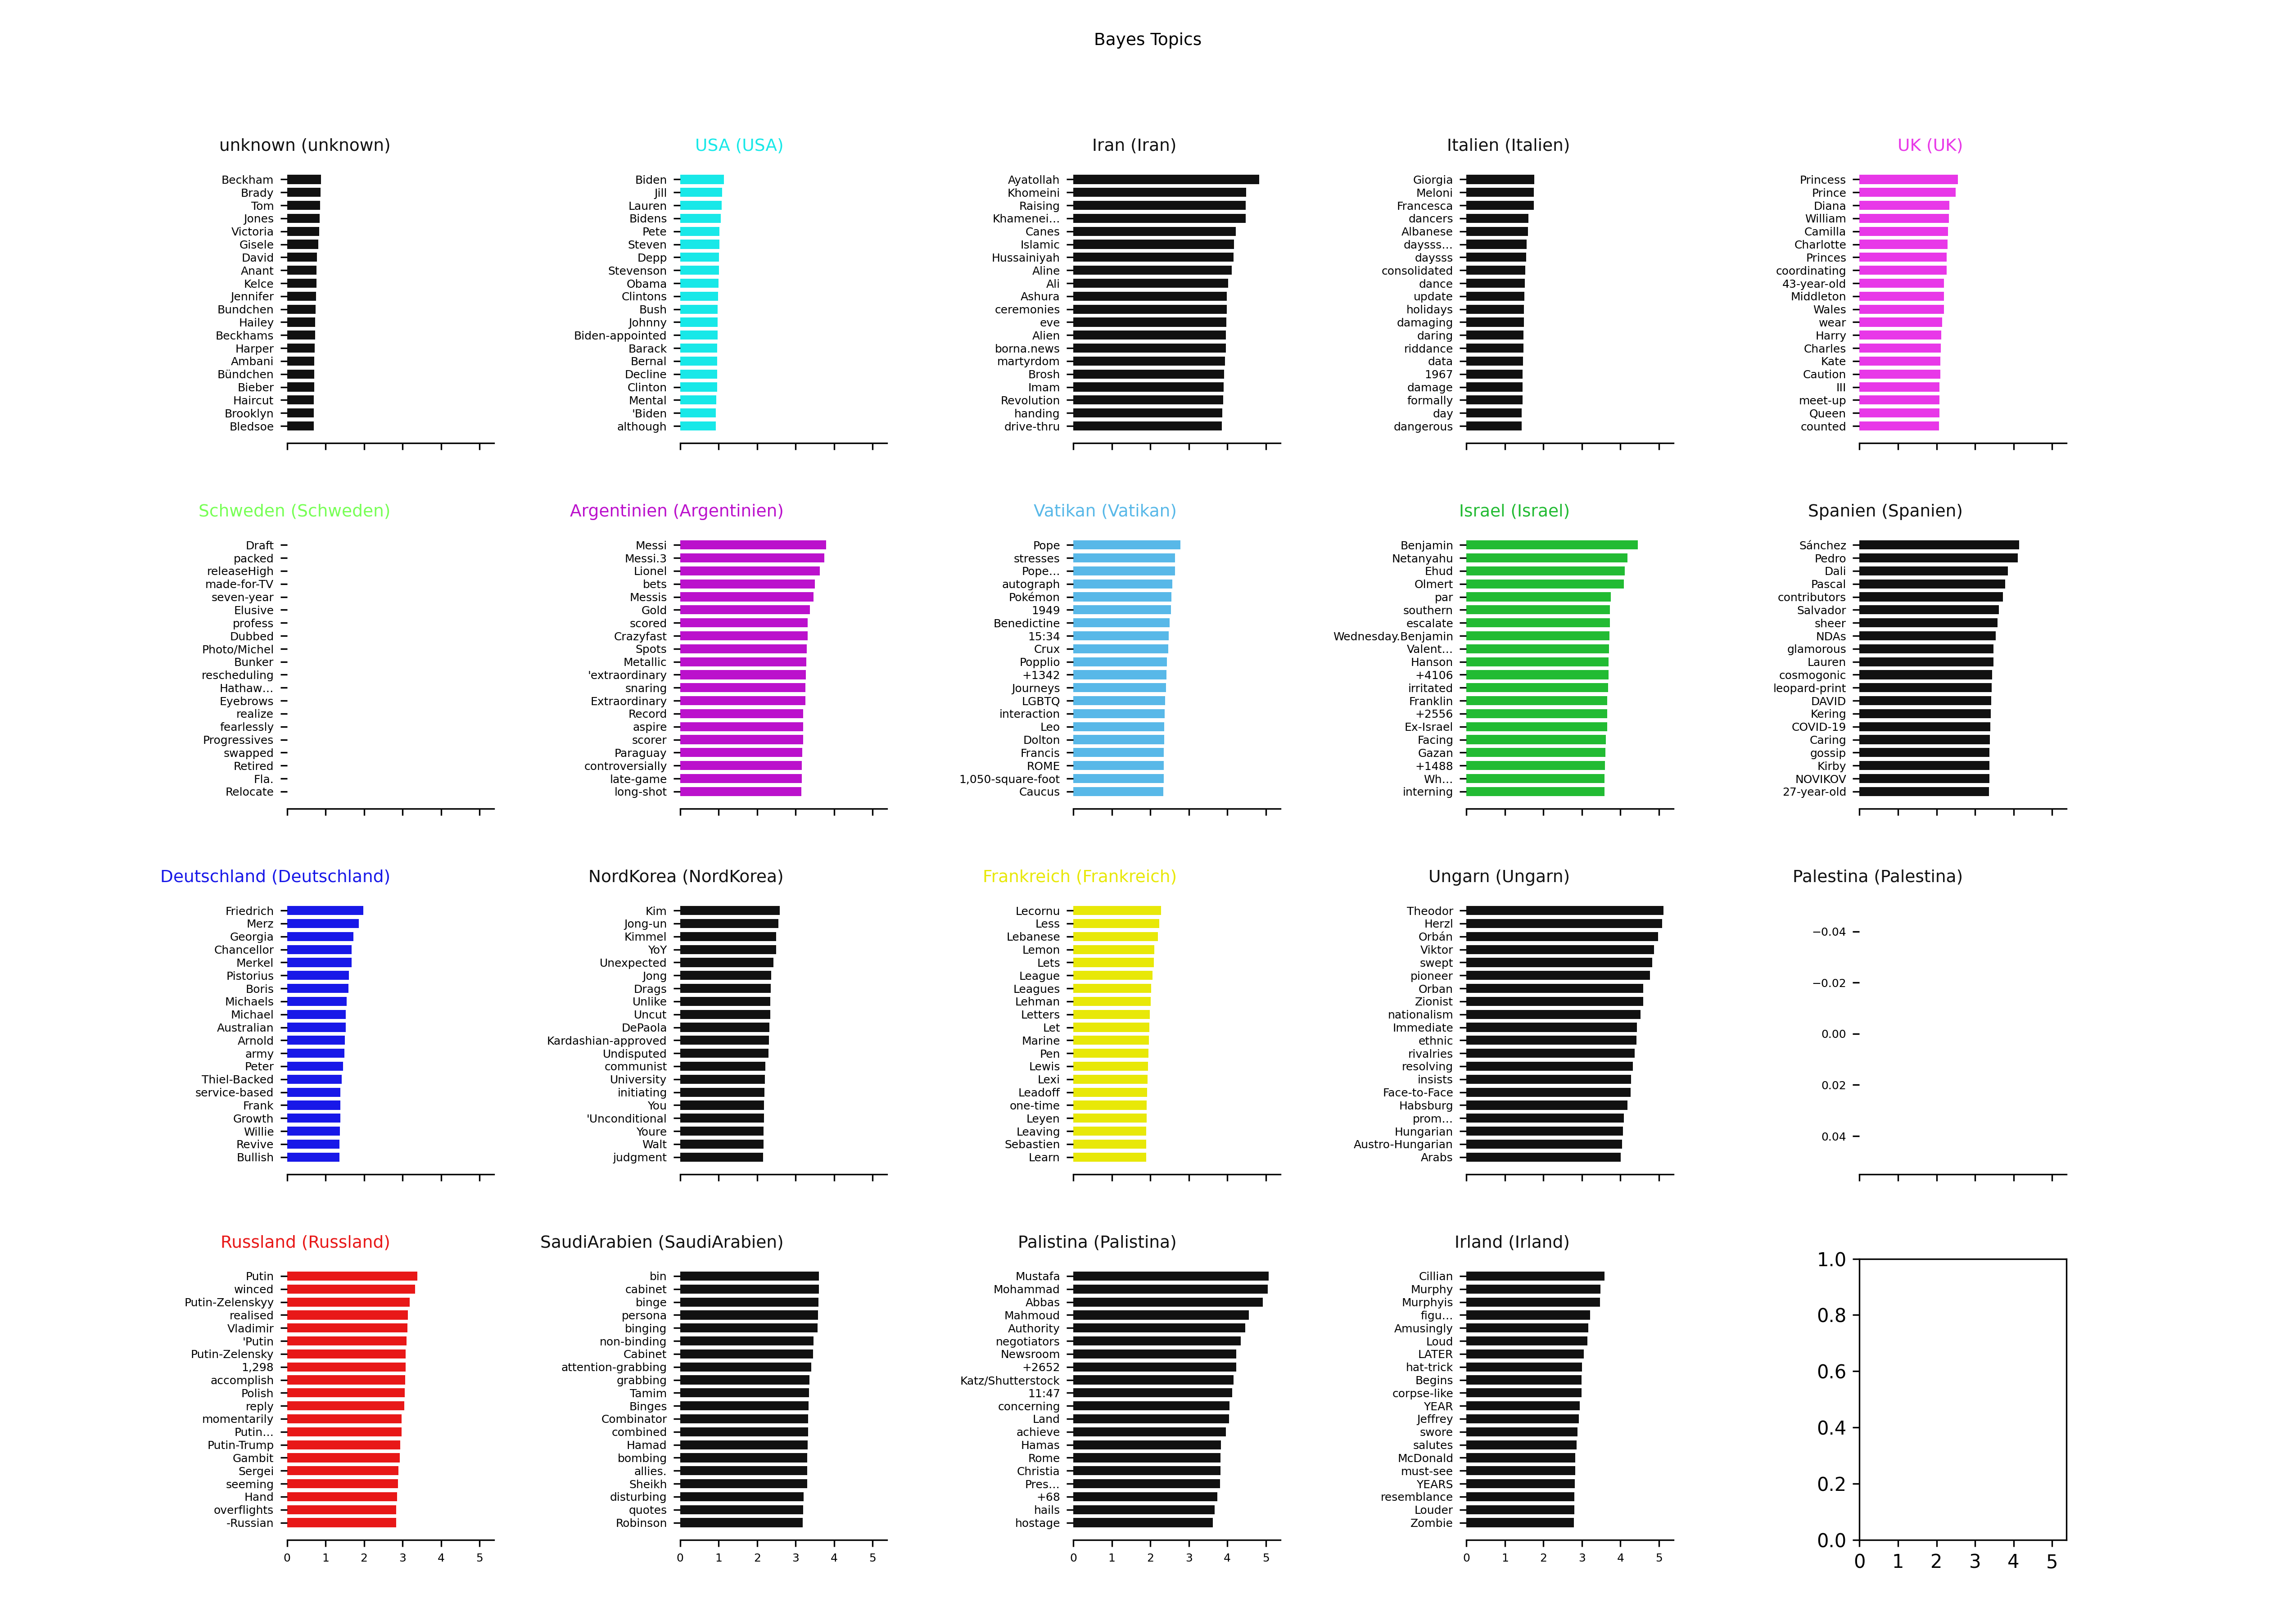 Bayes Topics
unknown (unknown)
Beckham
Brady
Tom
Jones
Victoria
Gisele
David
Anant
Kelce
Jennifer
Bundchen
Hailey
Beckhams
Harper
Ambani
Bündchen
Bieber
Haircut
Brooklyn
Bledsoe
USA (USA)
Biden
Jill
Lauren
Bidens
Pete
Steven
Depp
Stevenson
Obama
Clintons
Bush
Johnny
Biden-appointed
Barack
Bernal
Decline
Clinton
Mental
'Biden
although
Iran (Iran)
Ayatollah
Khomeini
Raising
Khamenei…
Canes
Islamic
Hussainiyah
Aline
Ali
Ashura
ceremonies
eve
Alien
borna.news
martyrdom
Brosh
Imam
Revolution
handing
drive-thru
Italien (Italien)
Giorgia
Meloni
Francesca
dancers
Albanese
daysss…
daysss
consolidated
dance
update
holidays
damaging
daring
riddance
data
1967
damage
formally
day
dangerous
UK (UK)
Princess
Prince
Diana
William
Camilla
Charlotte
Princes
coordinating
43-year-old
Middleton
Wales
wear
Harry
Charles
Kate
Caution
III
meet-up
Queen
counted
Schweden (Schweden)
Draft
packed
releaseHigh
made-for-TV
seven-year
Elusive
profess
Dubbed
Photo/Michel
Bunker
rescheduling
Hathaw…
Eyebrows
realize
fearlessly
Progressives
swapped
Retired
Fla.
Relocate
Argentinien (Argentinien)
Messi
Messi.3
Lionel
bets
Messis
Gold
scored
Crazyfast
Spots
Metallic
'extraordinary
snaring
Extraordinary
Record
aspire
scorer
Paraguay
controversially
late-game
long-shot
Vatikan (Vatikan)
Pope
stresses
Pope…
autograph
Pokémon
1949
Benedictine
15:34
Crux
Popplio
+1342
Journeys
LGBTQ
interaction
Leo
Dolton
Francis
ROME
1,050-square-foot
Caucus
Israel (Israel)
Benjamin
Netanyahu
Ehud
Olmert
par
southern
escalate
Wednesday.Benjamin
Valent…
Hanson
+4106
irritated
Franklin
+2556
Ex-Israel
Facing
Gazan
+1488
Wh…
interning
Spanien (Spanien)
Sánchez
Pedro
Dali
Pascal
contributors
Salvador
sheer
NDAs
glamorous
Lauren
cosmogonic
leopard-print
DAVID
Kering
COVID-19
Caring
gossip
Kirby
NOVIKOV
27-year-old
Deutschland (Deutschland)
Friedrich
Merz
Georgia
Chancellor
Merkel
Pistorius
Boris
Michaels
Michael
Australian
Arnold
army
Peter
Thiel-Backed
service-based
Frank
Growth
Willie
Revive
Bullish
NordKorea (NordKorea)
Kim
Jong-un
Kimmel
YoY
Unexpected
Jong
Drags
Unlike
Uncut
DePaola
Kardashian-approved
Undisputed
communist
University
initiating
You
'Unconditional
Youre
Walt
judgment
Frankreich (Frankreich)
Lecornu
Less
Lebanese
Lemon
Lets
League
Leagues
Lehman
Letters
Let
Marine
Pen
Lewis
Lexi
Leadoff
one-time
Leyen
Leaving
Sebastien
Learn
Ungarn (Ungarn)
Theodor
Herzl
Orbán
Viktor
swept
pioneer
Orban
Zionist
nationalism
Immediate
ethnic
rivalries
resolving
insists
Face-to-Face
Habsburg
prom…
Hungarian
Austro-Hungarian
Arabs
Palestina (Palestina)
−0.04
−0.02
0.00
0.02
0.04
Russland (Russland)
Putin
winced
Putin-Zelenskyy
realised
Vladimir
'Putin
Putin-Zelensky
1,298
accomplish
Polish
reply
momentarily
Putin…
Putin-Trump
Gambit
Sergei
seeming
Hand
overflights
-Russian
0 1 2 3 4 5
SaudiArabien (SaudiArabien)
bin
cabinet
binge
persona
binging
non-binding
Cabinet
attention-grabbing
grabbing
Tamim
Binges
Combinator
combined
Hamad
bombing
allies.
Sheikh
disturbing
quotes
Robinson
0 1 2 3 4 5
Palistina (Palistina)
Mustafa
Mohammad
Abbas
Mahmoud
Authority
negotiators
Newsroom
+2652
Katz/Shutterstock
11:47
concerning
Land
achieve
Hamas
Rome
Christia
Pres…
+68
hails
hostage
0 1 2 3 4 5
Irland (Irland)
Cillian
Murphy
Murphyis
figu…
Amusingly
Loud
LATER
hat-trick
Begins
corpse-like
YEAR
Jeffrey
swore
salutes
McDonald
must-see
YEARS
resemblance
Louder
Zombie
0 1 2 3 4 5
1.0
0.8
0.6
0.4
0.2
0.0
0 1 2 3 4 5